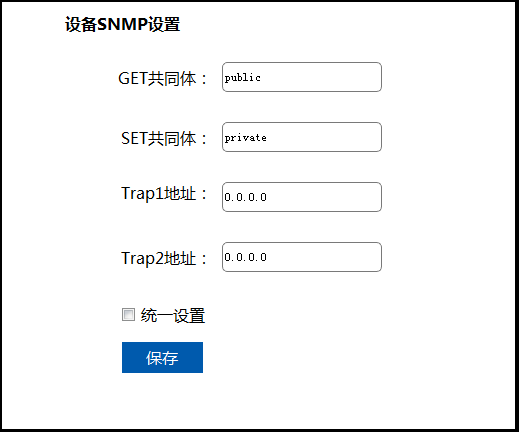 设备SNMP设置
GET共同体： public
SET共同体： private
Trap1地址： 0.0.0.0
Trap2地址： 0.0.0.0
统一设置
保存